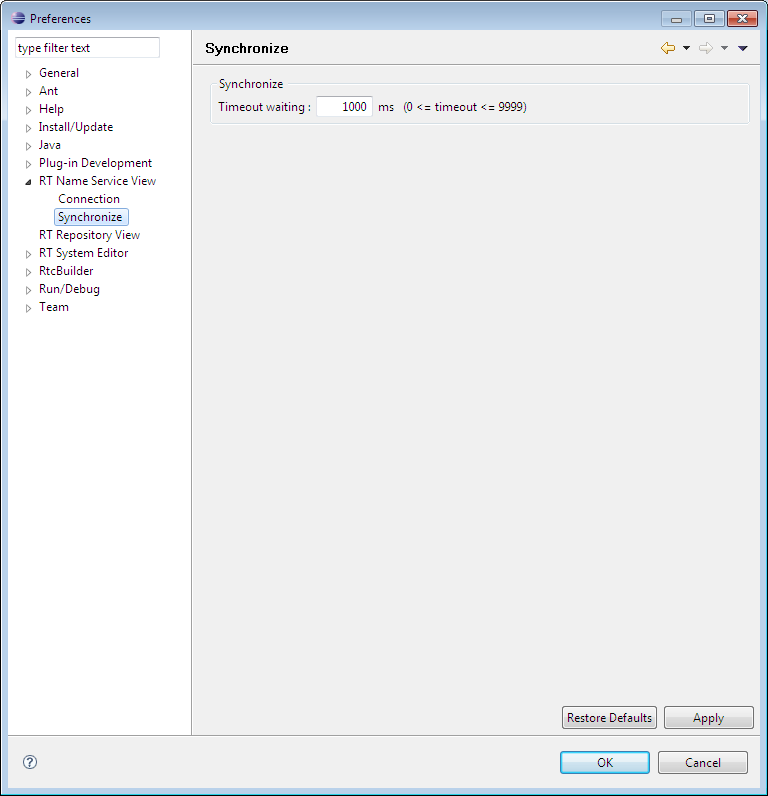 Preferences
type filter text
General
Ant
Help
Install/Update
Java
Plug-in Development
RT Name Service View
Connection
Synchronize
RT Repository View
RT System Editor
RtcBuilder
Run/Debug
Team
Synchronize
Synchronize
Timeout waiting : 1000 ms (0 <= timeout <= 9999)
Restore Defaults Apply
OK Cancel